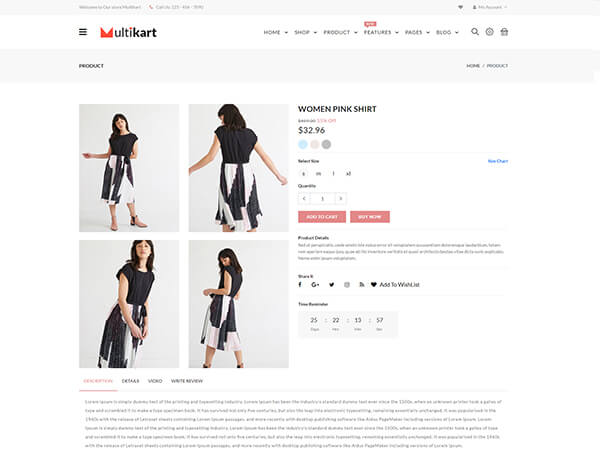 Welcome to Our store Multikart
Call Us: 123 - 456 - 7890
My Account
Multikart
HOME
SHOP
PRODUCT
NEW
FEATURES
PAGES
BLOG
PRODUCT
HOME / PRODUCT
WOMEN PINK SHIRT
55% Off
$32.96
Select Size
Size Chart
s m l xl
Quantity
1
ADD TO CART
BUY NOW
Product Details
Sed ut perspiciatis, unde omnis iste natus error sit voluptatem accusantium doloremque laudantium, totam
rem aperiam eaque ipsa, quae ab illo inventore veritatis et quasi architecto beatae vitae dicta sunt, explicabo.
Nemo enim ipsam voluptatem,
Share It
Add To WishList
Time Reminder
25 : 22 : 13 : 57
Days Hrs Min Sec
DESCRIPTION
DETAILS
VIDEO
WRITE REVIEW
Lorem Ipsum is simply dummy text of the printing and typesetting industry. Lorem Ipsum has been the industry's standard dummy text ever since the 1500s, when an unknown printer took a galley of
type and scrambled it to make a type specimen book. It has survived not only five centuries, but also the leap into electronic typesetting, remaining essentially unchanged. It was popularised in the
1960s with the release of Letraset sheets containing Lorem Ipsum passages, and more recently with desktop publishing software like Aldus PageMaker including versions of Lorem Ipsum. Lorem Ipsum
is simply dummy text of the printing and typesetting industry. Lorem Ipsum has been the industry's standard dummy text ever since the 1500s, when an unknown printer took a galley of type and
scrambled it to make a type specimen book. It has survived not only five centuries, but also the leap into electronic typesetting, remaining essentially unchanged. It was popularised in the 1960s with
the release of Letraset sheets containing Lorem Ipsum passages, and more recently with desktop publishing software like Aldus PageMaker including versions of Lorem Ipsum.